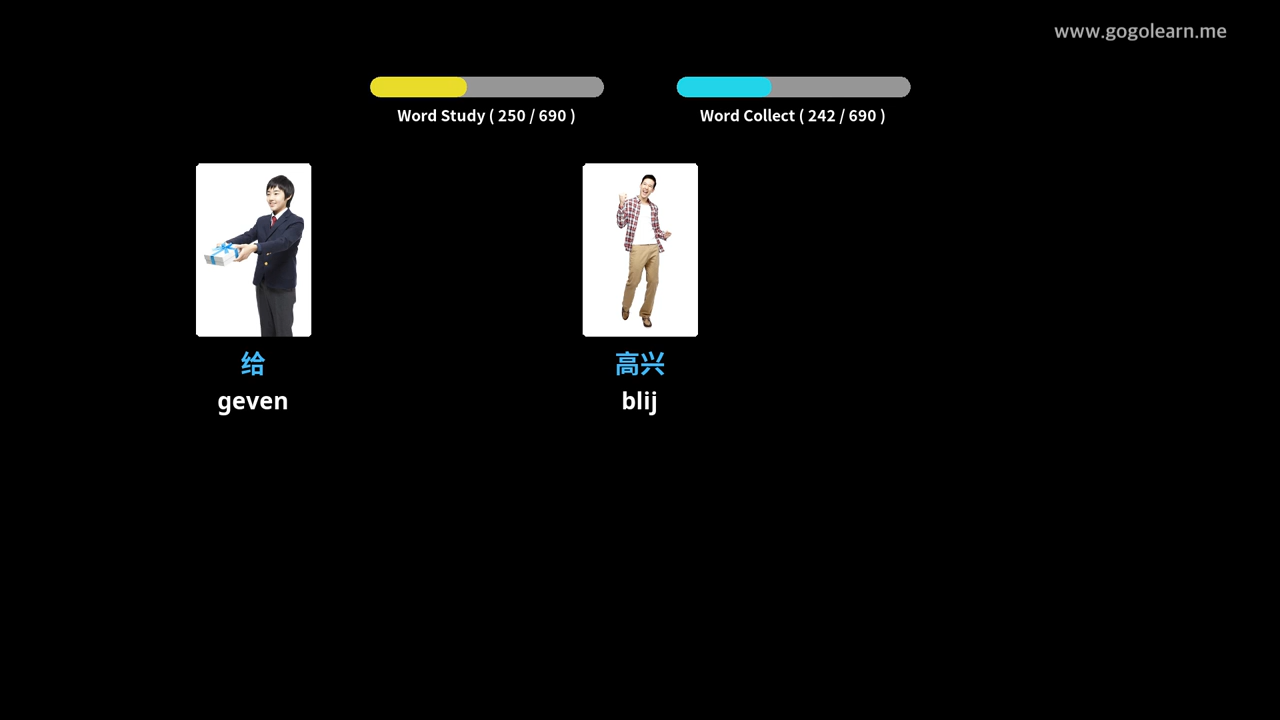 www.gogolearn.me
Word Study ( 250 / 690 )
Word Collect ( 242 / 690 )
给
geven
高兴
blij